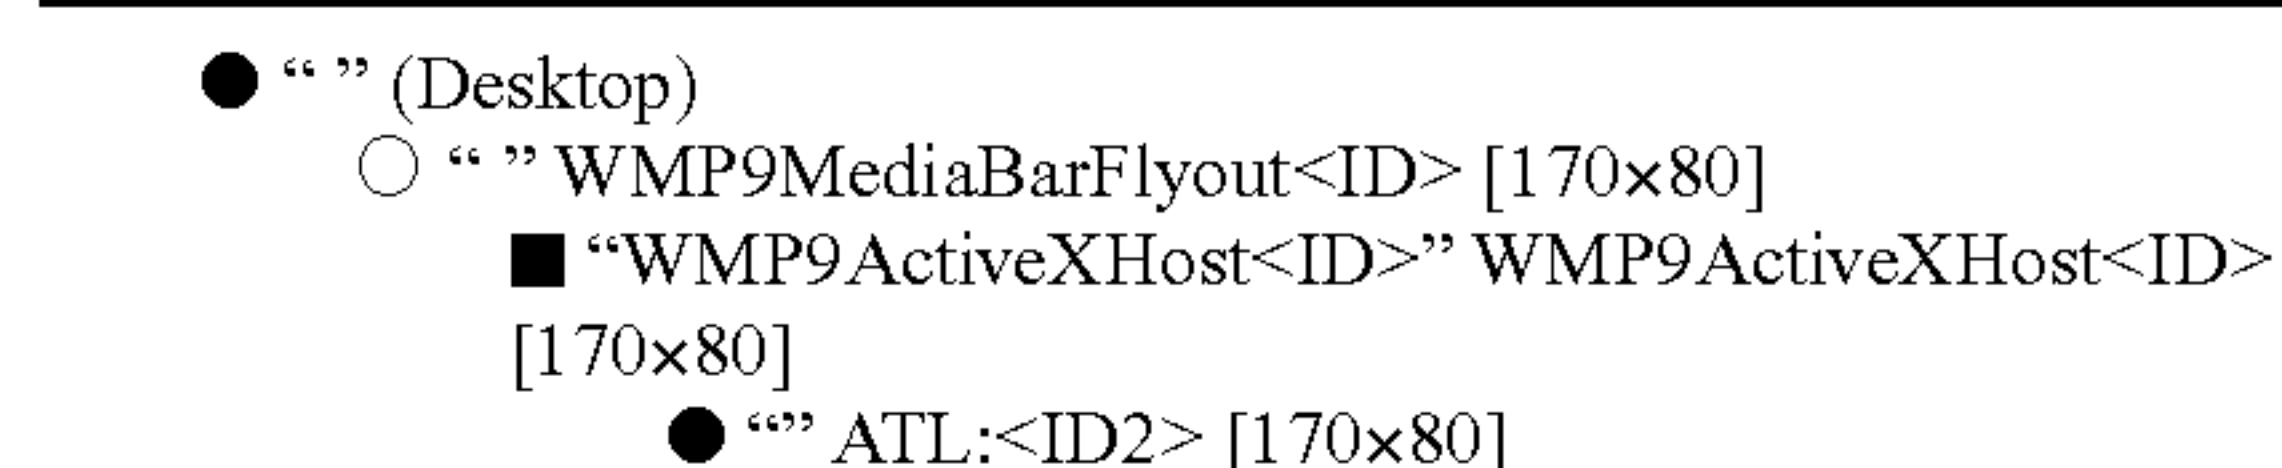 ● “ ” (Desktop)
○ “ ” WMP9MediaBarFlyout<ID> [170×80]
■ “WMP9ActiveXHost<ID>” WMP9ActiveXHost<ID>
[170×80]
● “” ATL:<ID2> [170×80]